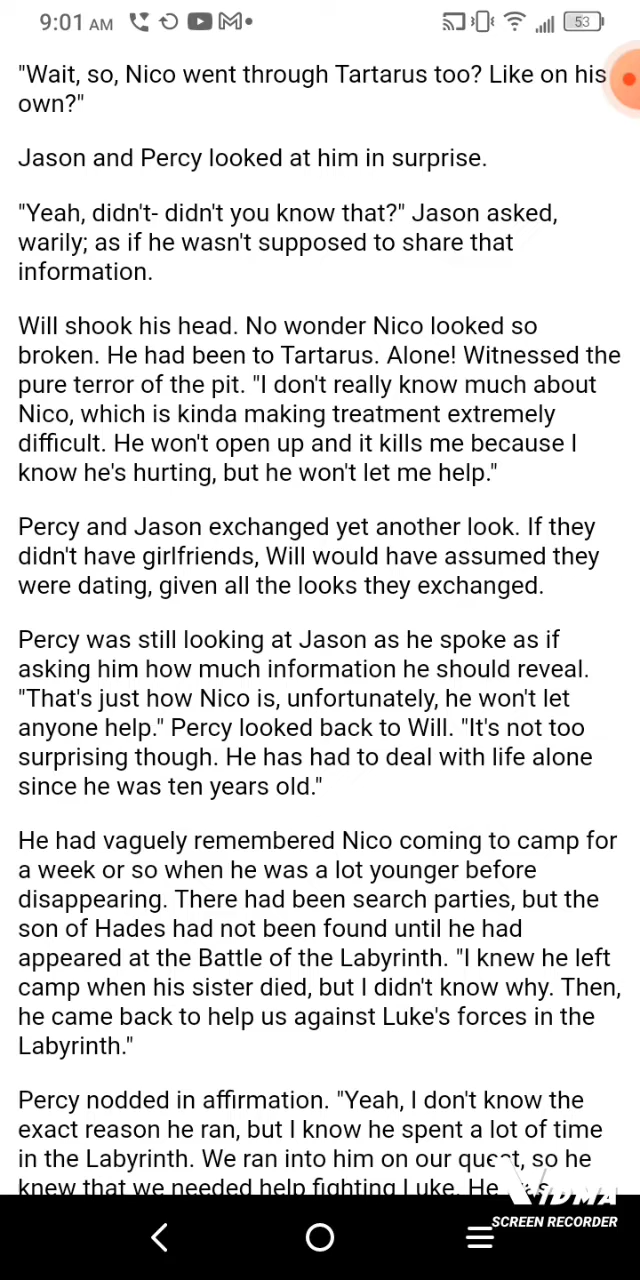 9:01 AM
53
"Wait, so, Nico went through Tartarus too? Like on his
own?"
Jason and Percy looked at him in surprise.
"Yeah, didn't- didn't you know that?" Jason asked,
warily; as if he wasn't supposed to share that
information.
Will shook his head. No wonder Nico looked so
broken. He had been to Tartarus. Alone! Witnessed the
pure terror of the pit. "I don't really know much about
Nico, which is kinda making treatment extremely
difficult. He won't open up and it kills me because I
know he's hurting, but he won't let me help."
Percy and Jason exchanged yet another look. If they
didn't have girlfriends, Will would have assumed they
were dating, given all the looks they exchanged.
Percy was still looking at Jason as he spoke as if
asking him how much information he should reveal.
"That's just how Nico is, unfortunately, he won't let
anyone help." Percy looked back to Will. "It's not too
surprising though. He has had to deal with life alone
since he was ten years old."
He had vaguely remembered Nico coming to camp for
a week or so when he was a lot younger before
disappearing. There had been search parties, but the
son of Hades had not been found until he had
appeared at the Battle of the Labyrinth. "I knew he left
camp when his sister died, but I didn't know why. Then,
he came back to help us against Luke's forces in the
Labyrinth."
Percy nodded in affirmation. "Yeah, I don't know the
exact reason he ran, but I know he spent a lot of time
in the Labyrinth. We ran into him on our quest, so he
knew that we needed help fighting Luke. He
VIDMA
SCREEN RECORDER